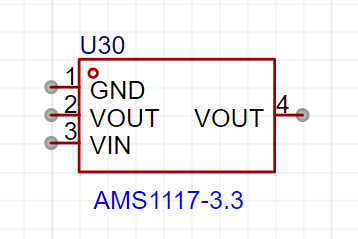 U30
1 GND
2 VOUT VOUT 4
3 VIN
AMS1117-3.3